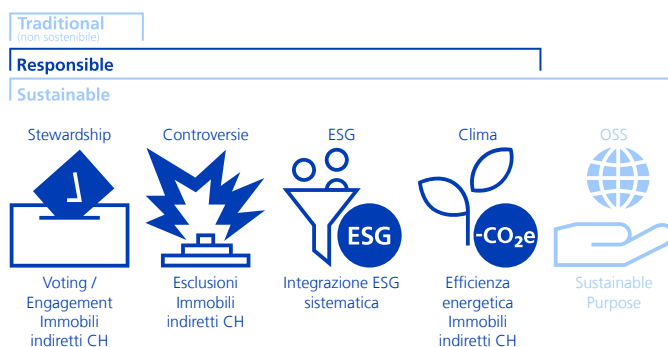 Traditional
(non sostenibile)
Responsible
Sustainable
Stewardship
Controversie
ESG
Clima
OSS
ESG
-CO₂e
Voting /
Engagement
Immobili
indiretti CH
Esclusioni
Immobili
indiretti CH
Integrazione ESG
sistematica
Efficienza
energetica
Immobili
indiretti CH
Sustainable
Purpose